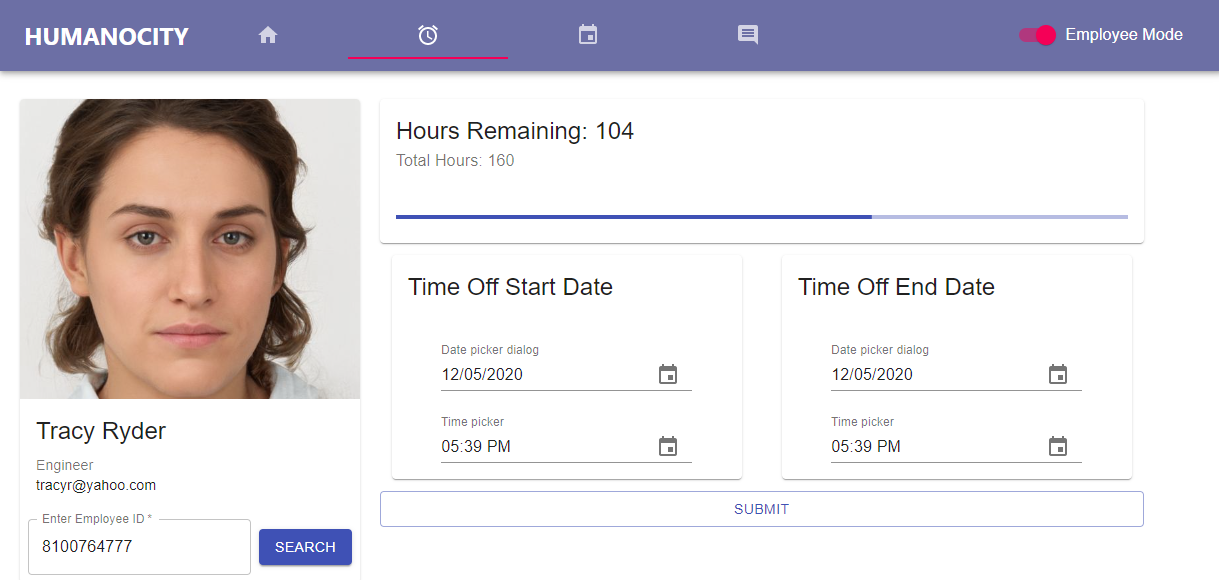 HUMANOCITY
Employee Mode
Tracy Ryder
Engineer
tracyr@yahoo.com
Enter Employee ID *
8100764777
SEARCH
Hours Remaining: 104
Total Hours: 160
Time Off Start Date
Date picker dialog
12/05/2020
Time picker
05:39 PM
Time Off End Date
Date picker dialog
12/05/2020
Time picker
05:39 PM
SUBMIT